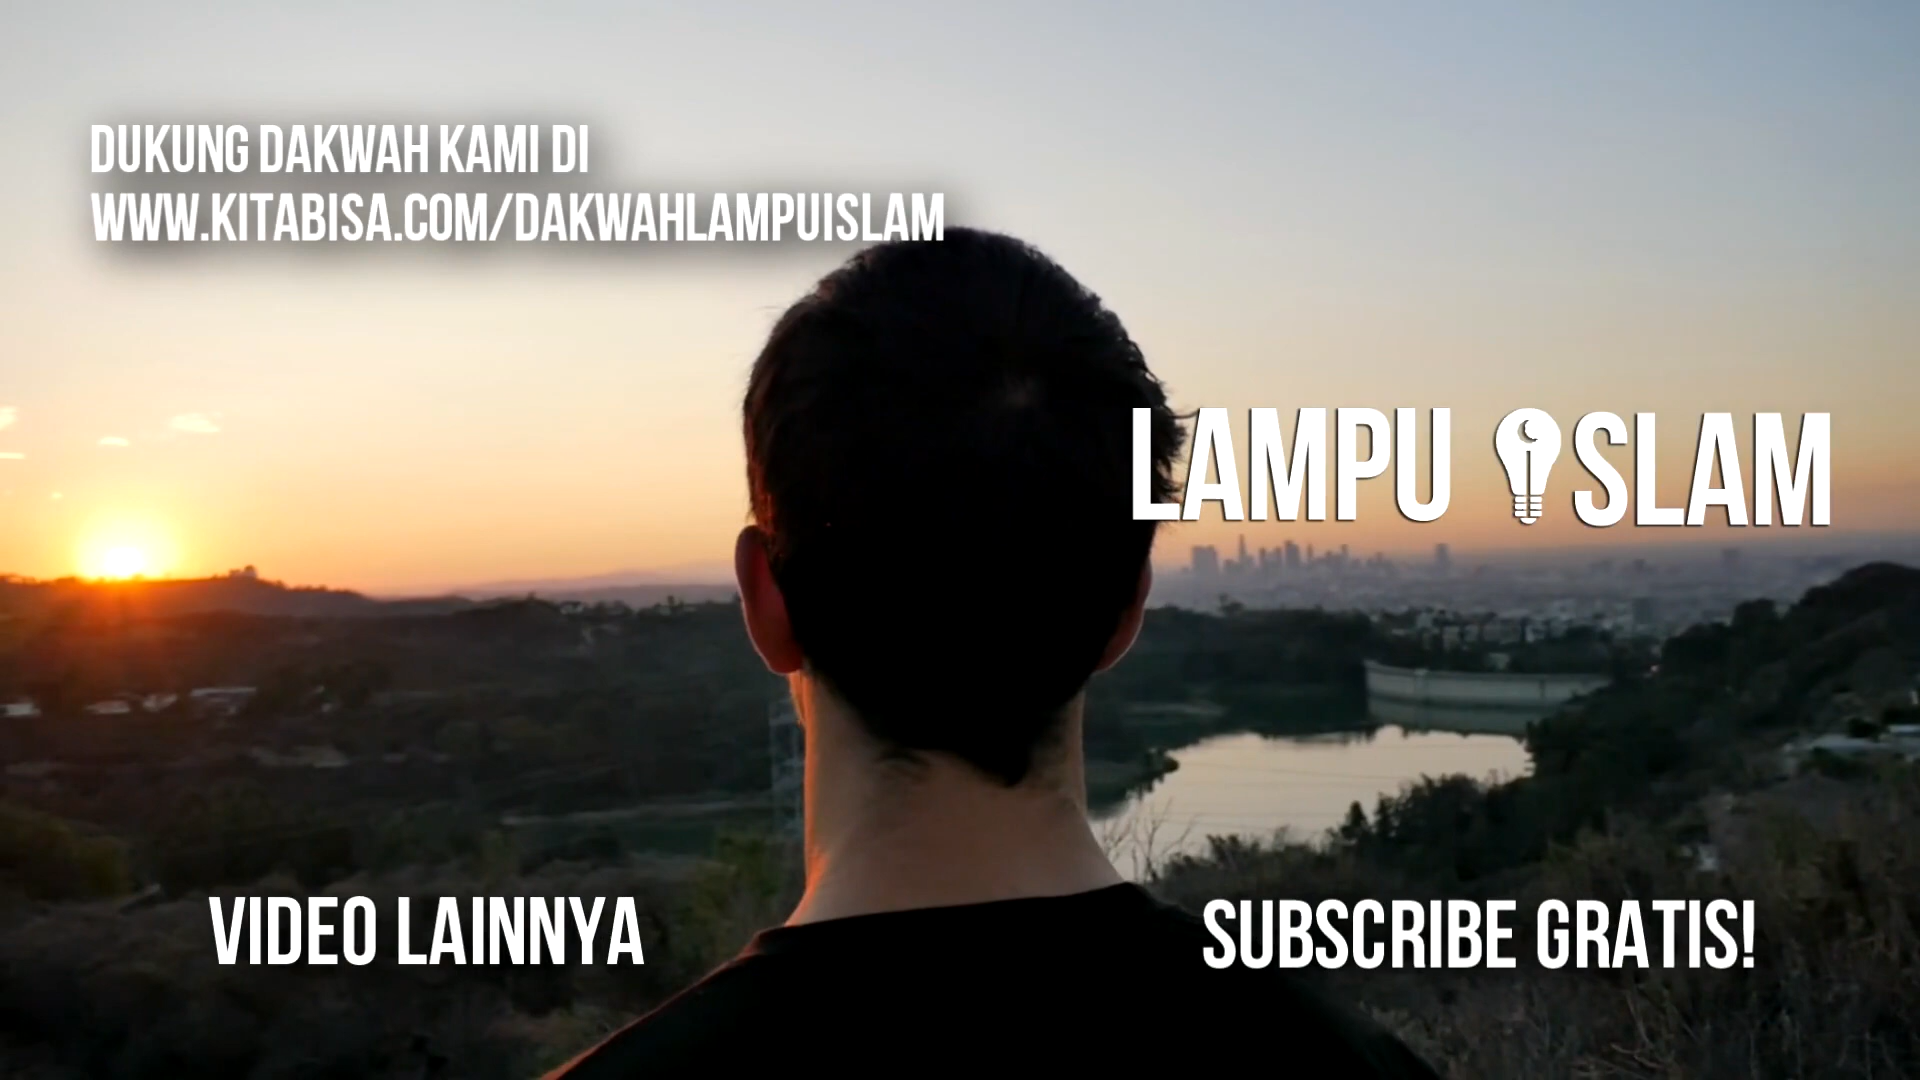 DUKUNG DAKWAH KAMI DI
WWW.KITABISA.COM/DAKWAHLAMPUISLAM
LAMPU ISLAM
VIDEO LAINNYA
SUBSCRIBE GRATIS!